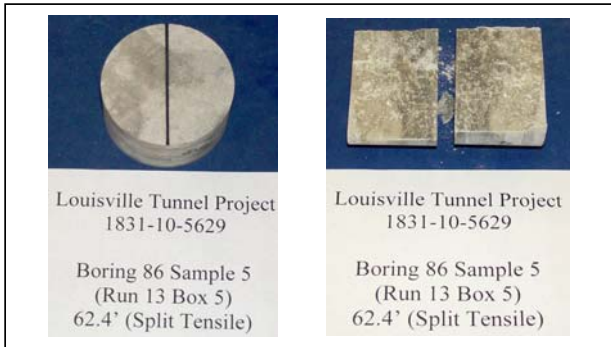 Louisville Tunnel Project
1831-10-5629
Boring 86 Sample 5
(Run 13 Box 5)
62.4' (Split Tensile)
Louisville Tunnel Project
1831-10-5629
Boring 86 Sample 5
(Run 13 Box 5)
62.4' (Split Tensile)